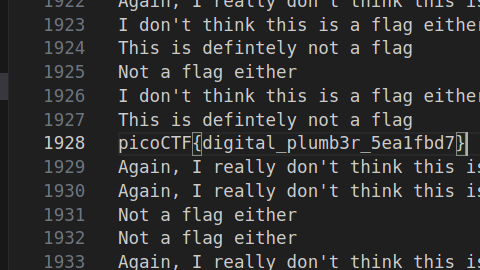 1922 Again, I really don't think this is
1923 I don't think this is a flag either
1924 This is defintely not a flag
1925 Not a flag either
1926 I don't think this is a flag either
1927 This is defintely not a flag
1928 picoCTF{digital_plumb3r_5ea1fbd7}
1929 Again, I really don't think this is
1930 Again, I really don't think this is
1931 Not a flag either
1932 Not a flag either
1933 Again, I really don't think this is